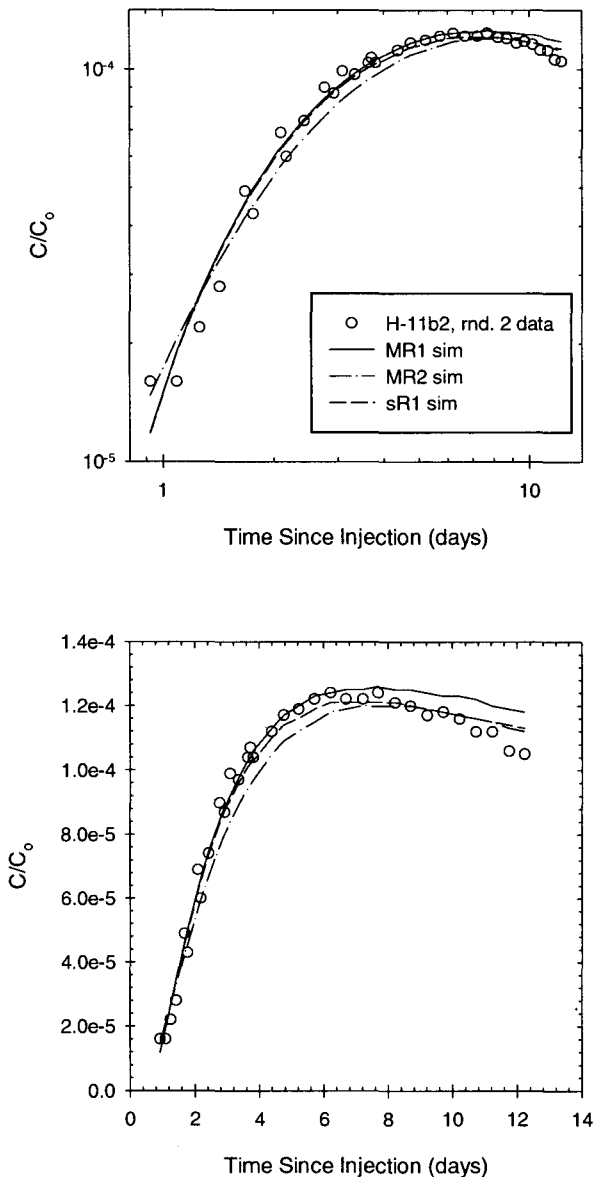 10⁻⁴
C/Cₒ
H-11b2, rnd. 2 data
MR1 sim
MR2 sim
sR1 sim
10⁻⁵
1
10
Time Since Injection (days)
1.4e-4
1.2e-4
1.0e-4
8.0e-5
C/Cₒ
6.0e-5
4.0e-5
2.0e-5
0.0
0 2 4 6 8 10 12 14
Time Since Injection (days)